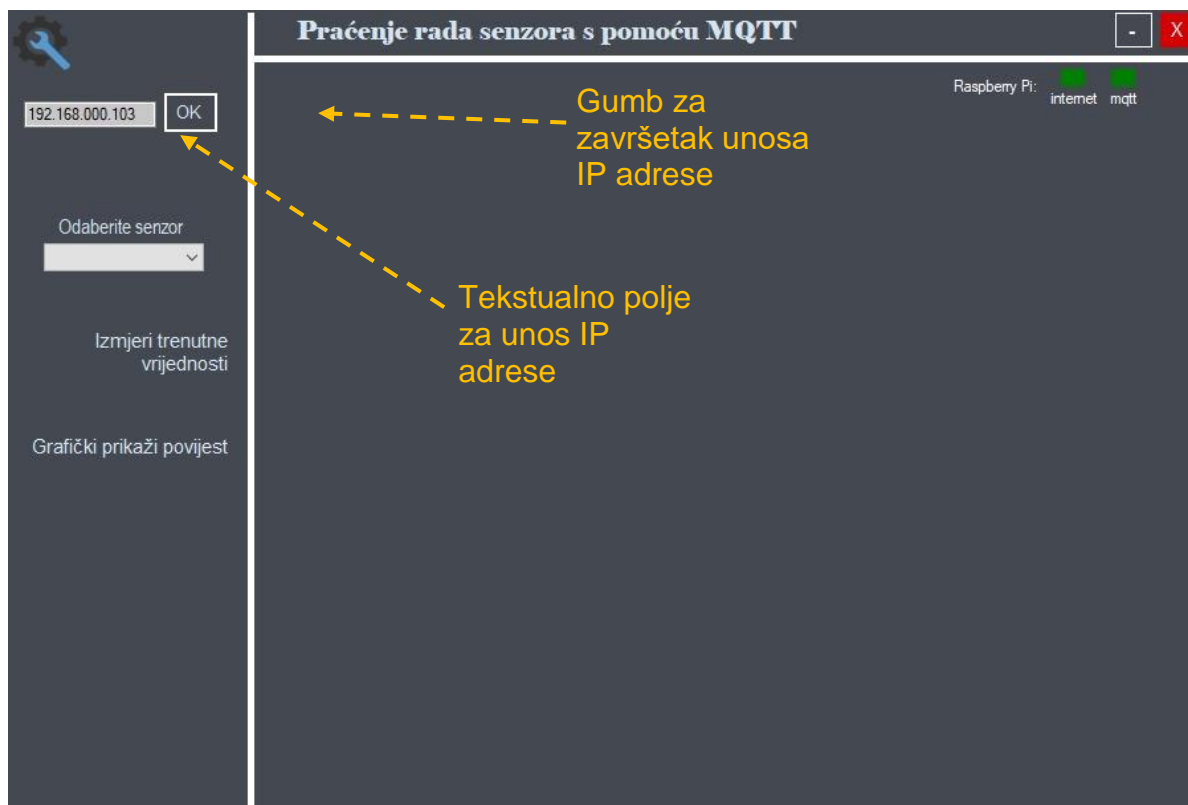 Praćenje rada senzora s pomoću MQTT
-
X
192.168.000.103
OK
Odaberite senzor
Izmjeri trenutne
vrijednosti
Grafički prikaži povijest
Raspberry Pi:
internet
mqtt
Gumb za
završetak unosa
IP adrese
Tekstualno polje
za unos IP
adrese